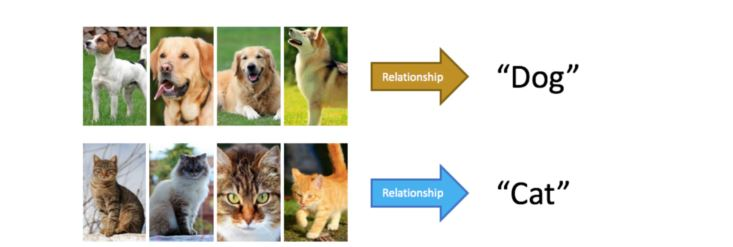 Relationship
“Dog”
Relationship
“Cat”